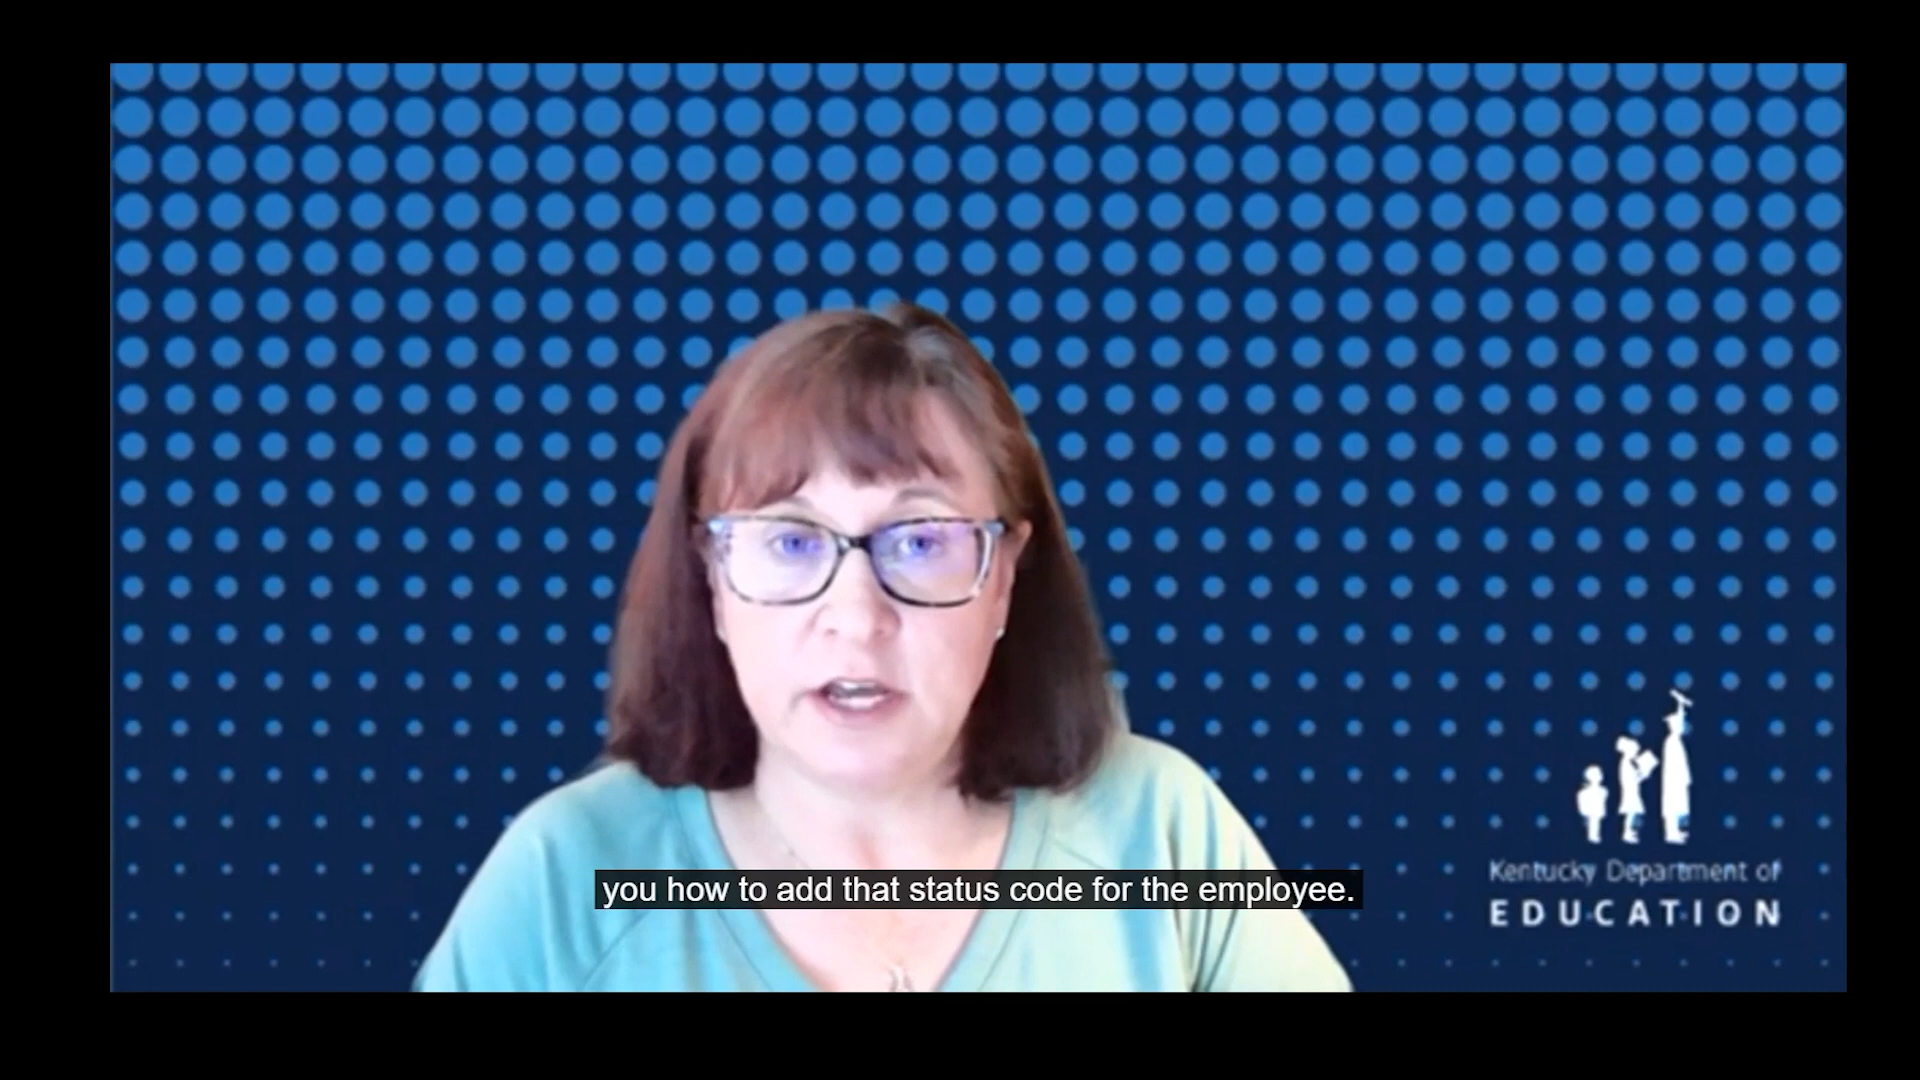 you how to add that status code for the employee.
Kentucky Department of
EDUCATION